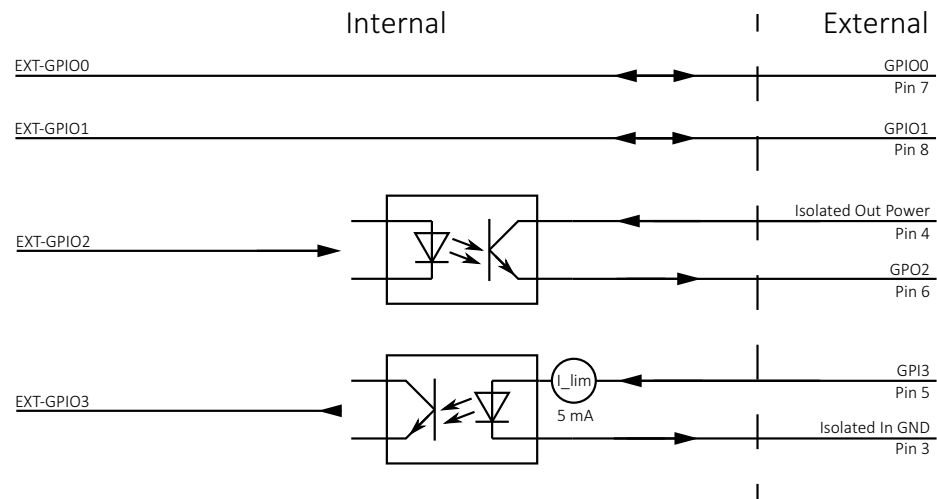 Internal
External
EXT-GPIO0
GPIO0
Pin 7
EXT-GPIO1
GPIO1
Pin 8
Isolated Out Power
Pin 4
EXT-GPIO2
GPO2
Pin 6
I_lim
5 mA
GPI3
Pin 5
EXT-GPIO3
Isolated In GND
Pin 3